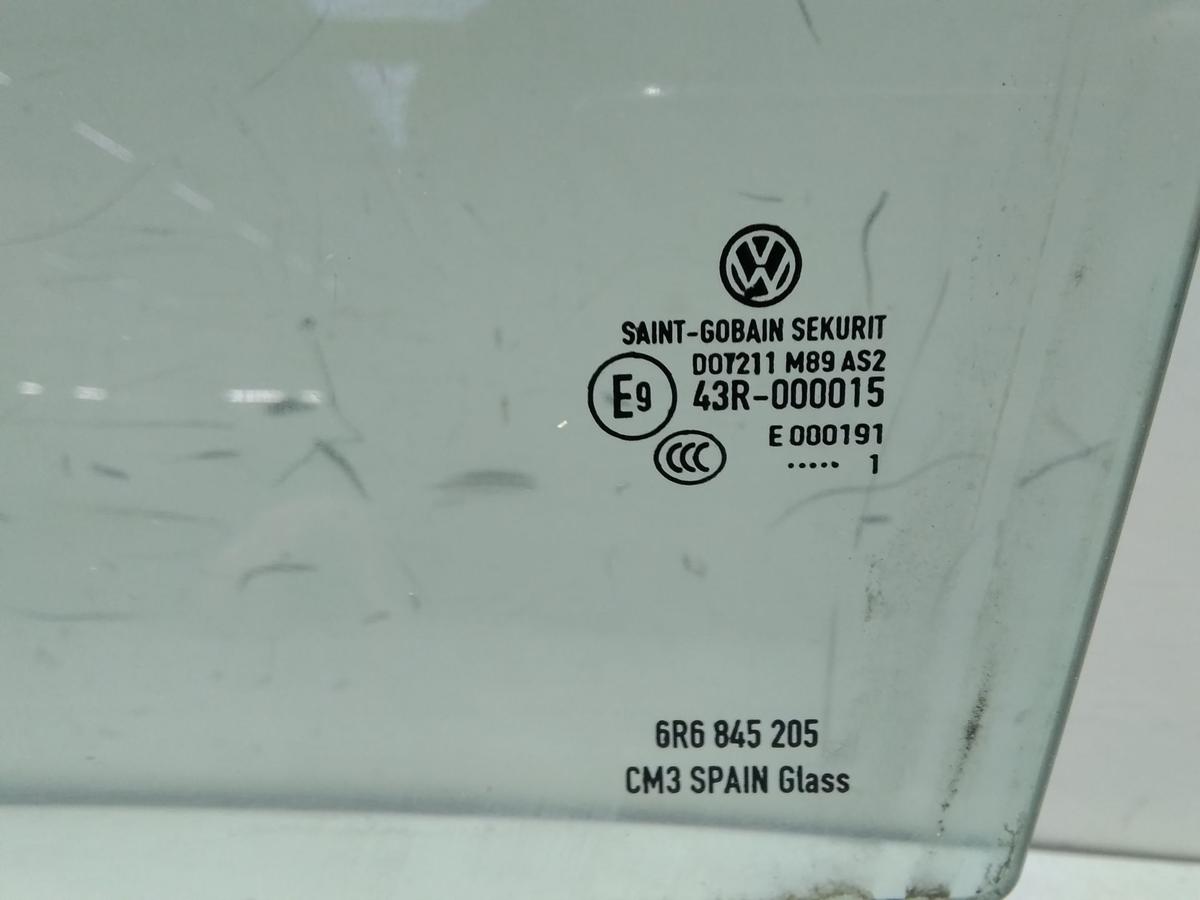 VW
SAINT-GOBAIN SEKURIT
DOT211 M89 AS2
E9 43R-000015
E 000191
CCC ····· 1
6R6 845 205
CM3 SPAIN Glass